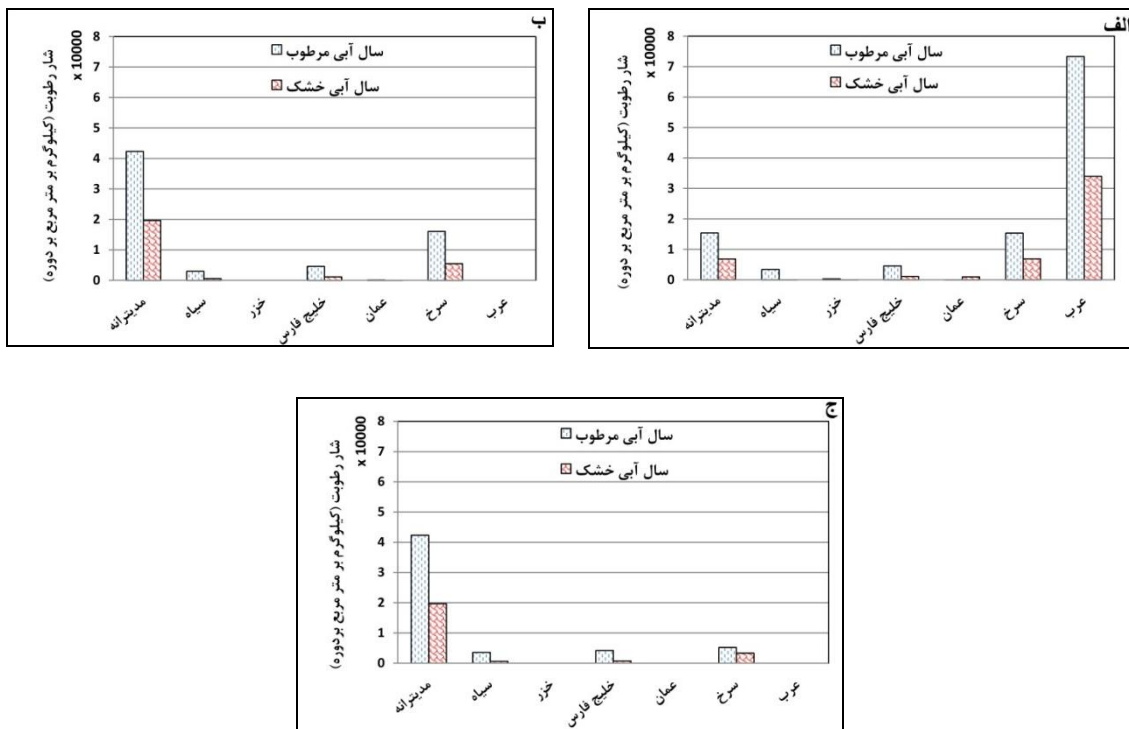 الف
شار رطوبت (کیلوگرم بر متر مربع بر دوره)
x 10000
8
7
6
5
4
3
2
1
0
سال آبی مرطوب
سال آبی خشک
مدیترانه
سیاه
خزر
خلیج فارس
عمان
سرخ
عرب
ب
شار رطوبت (کیلوگرم بر متر مربع بر دوره)
x 10000
8
7
6
5
4
3
2
1
0
سال آبی مرطوب
سال آبی خشک
مدیترانه
سیاه
خزر
خلیج فارس
عمان
سرخ
عرب
ج
شار رطوبت (کیلوگرم بر متر مربع بردوره)
x 10000
8
7
6
5
4
3
2
1
0
سال آبی مرطوب
سال آبی خشک
مدیترانه
سیاه
خزر
خلیج فارس
عمان
سرخ
عرب